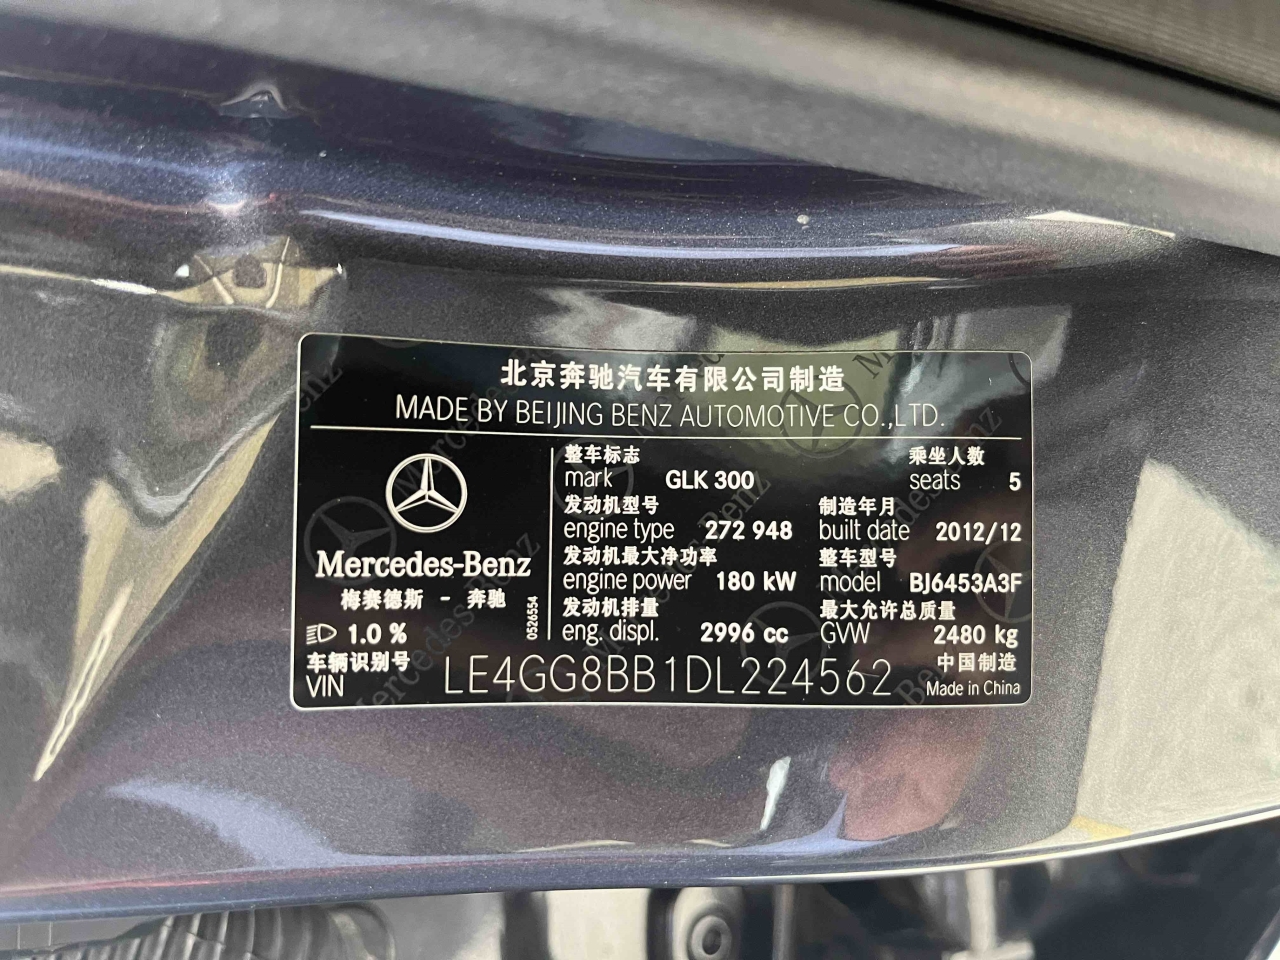 北京奔驰汽车有限公司制造
MADE BY BEIJING BENZ AUTOMOTIVE CO.,LTD.
Mercedes-Benz
梅赛德斯 - 奔驰
1.0 %
0526554
整车标志
mark GLK 300
乘坐人数
seats 5
发动机型号
engine type 272 948
制造年月
built date 2012/12
发动机最大净功率
engine power 180 kW
整车型号
model BJ6453A3F
发动机排量
eng. displ. 2996 cc
最大允许总质量
GVW 2480 kg
车辆识别号
VIN LE4GG8BB1DL224562
中国制造
Made in China